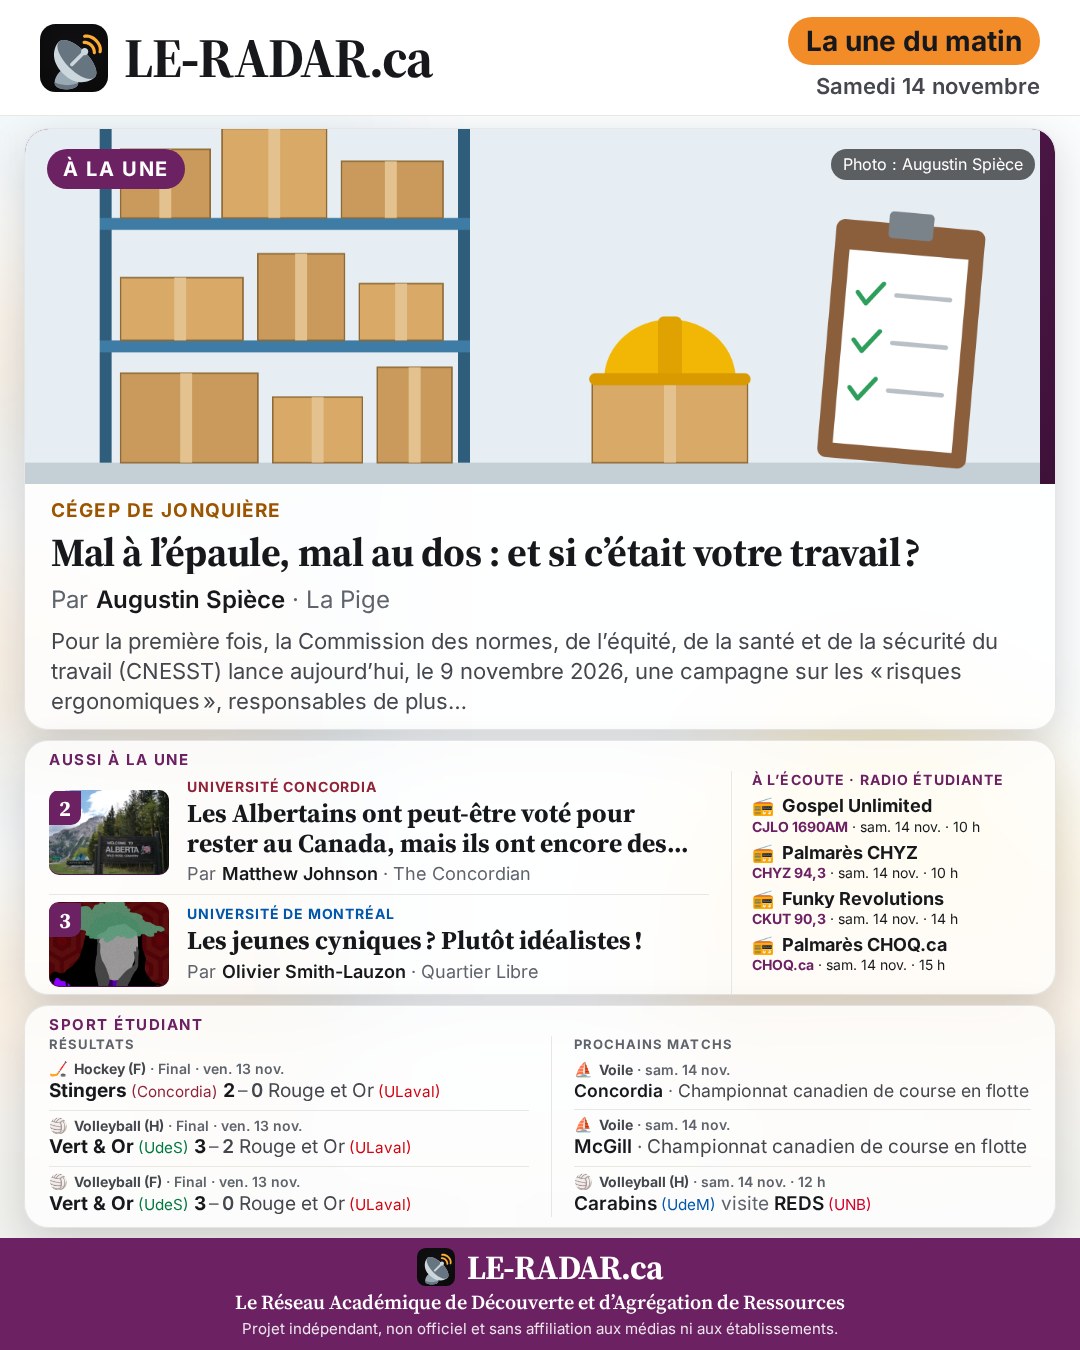 LE-RADAR.ca
La une du matin
Samedi 14 novembre
À LA UNE
Photo : Augustin Spièce
CÉGEP DE JONQUIÈRE
Mal à l’épaule, mal au dos : et si c’était votre travail ?
Par Augustin Spièce · La Pige
Pour la première fois, la Commission des normes, de l’équité, de la santé et de la sécurité du
travail (CNESST) lance aujourd’hui, le 9 novembre 2026, une campagne sur les « risques
ergonomiques », responsables de plus…
AUSSI À LA UNE
2
WELCOME TO
ALBERTA
UNIVERSITÉ CONCORDIA
Les Albertains ont peut-être voté pour
rester au Canada, mais ils ont encore des…
Par Matthew Johnson · The Concordian
3
UNIVERSITÉ DE MONTRÉAL
Les jeunes cyniques ? Plutôt idéalistes !
Par Olivier Smith-Lauzon · Quartier Libre
À L’ÉCOUTE · RADIO ÉTUDIANTE
Gospel Unlimited
CJLO 1690AM · sam. 14 nov. · 10 h
Palmarès CHYZ
CHYZ 94,3 · sam. 14 nov. · 10 h
Funky Revolutions
CKUT 90,3 · sam. 14 nov. · 14 h
Palmarès CHOQ.ca
CHOQ.ca · sam. 14 nov. · 15 h
SPORT ÉTUDIANT
RÉSULTATS
Hockey (F) · Final · ven. 13 nov.
Stingers (Concordia) 2 – 0 Rouge et Or (ULaval)
Volleyball (H) · Final · ven. 13 nov.
Vert & Or (UdeS) 3 – 2 Rouge et Or (ULaval)
Volleyball (F) · Final · ven. 13 nov.
Vert & Or (UdeS) 3 – 0 Rouge et Or (ULaval)
PROCHAINS MATCHS
Voile · sam. 14 nov.
Concordia · Championnat canadien de course en flotte
Voile · sam. 14 nov.
McGill · Championnat canadien de course en flotte
Volleyball (H) · sam. 14 nov. · 12 h
Carabins (UdeM) visite REDS (UNB)
LE-RADAR.ca
Le Réseau Académique de Découverte et d’Agrégation de Ressources
Projet indépendant, non officiel et sans affiliation aux médias ni aux établissements.